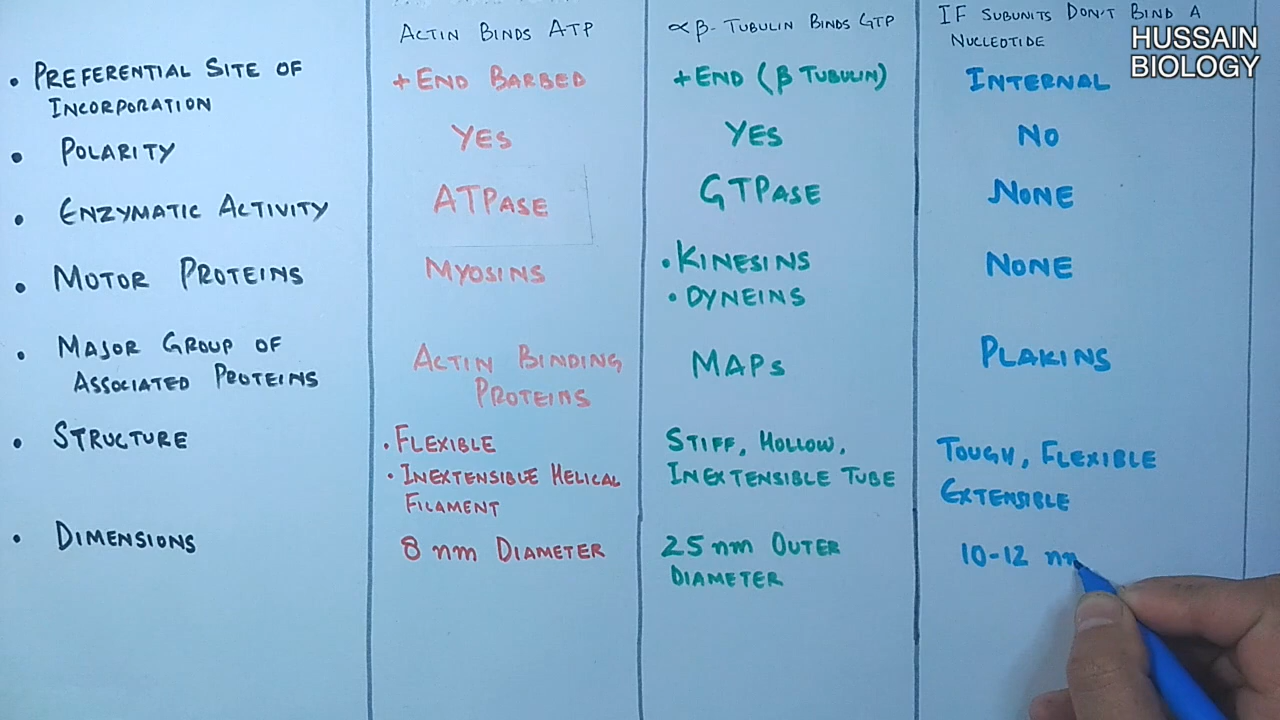 ACTIN BINDS ATP
αβ-TUBULIN BINDS GTP
IF SUBUNITS DON'T BIND A
NUCLEOTIDE
HUSSAIN
BIOLOGY
• PREFERENTIAL SITE OF
INCORPORATION
+ END BARBED
+ END (β TUBULIN)
INTERNAL
• POLARITY
YES
YES
NO
• ENZYMATIC ACTIVITY
ATPASE
GTPASE
NONE
• MOTOR PROTEINS
MYOSINS
• KINESINS
• DYNEINS
NONE
• MAJOR GROUP OF
ASSOCIATED PROTEINS
ACTIN BINDING
PROTEINS
MAPs
PLAKINS
• STRUCTURE
• FLEXIBLE
• INEXTENSIBLE HELICAL
FILAMENT
STIFF, HOLLOW,
INEXTENSIBLE TUBE
TOUGH, FLEXIBLE
EXTENSIBLE
• DIMENSIONS
8 nm DIAMETER
25 nm OUTER
DIAMETER
10-12 nm